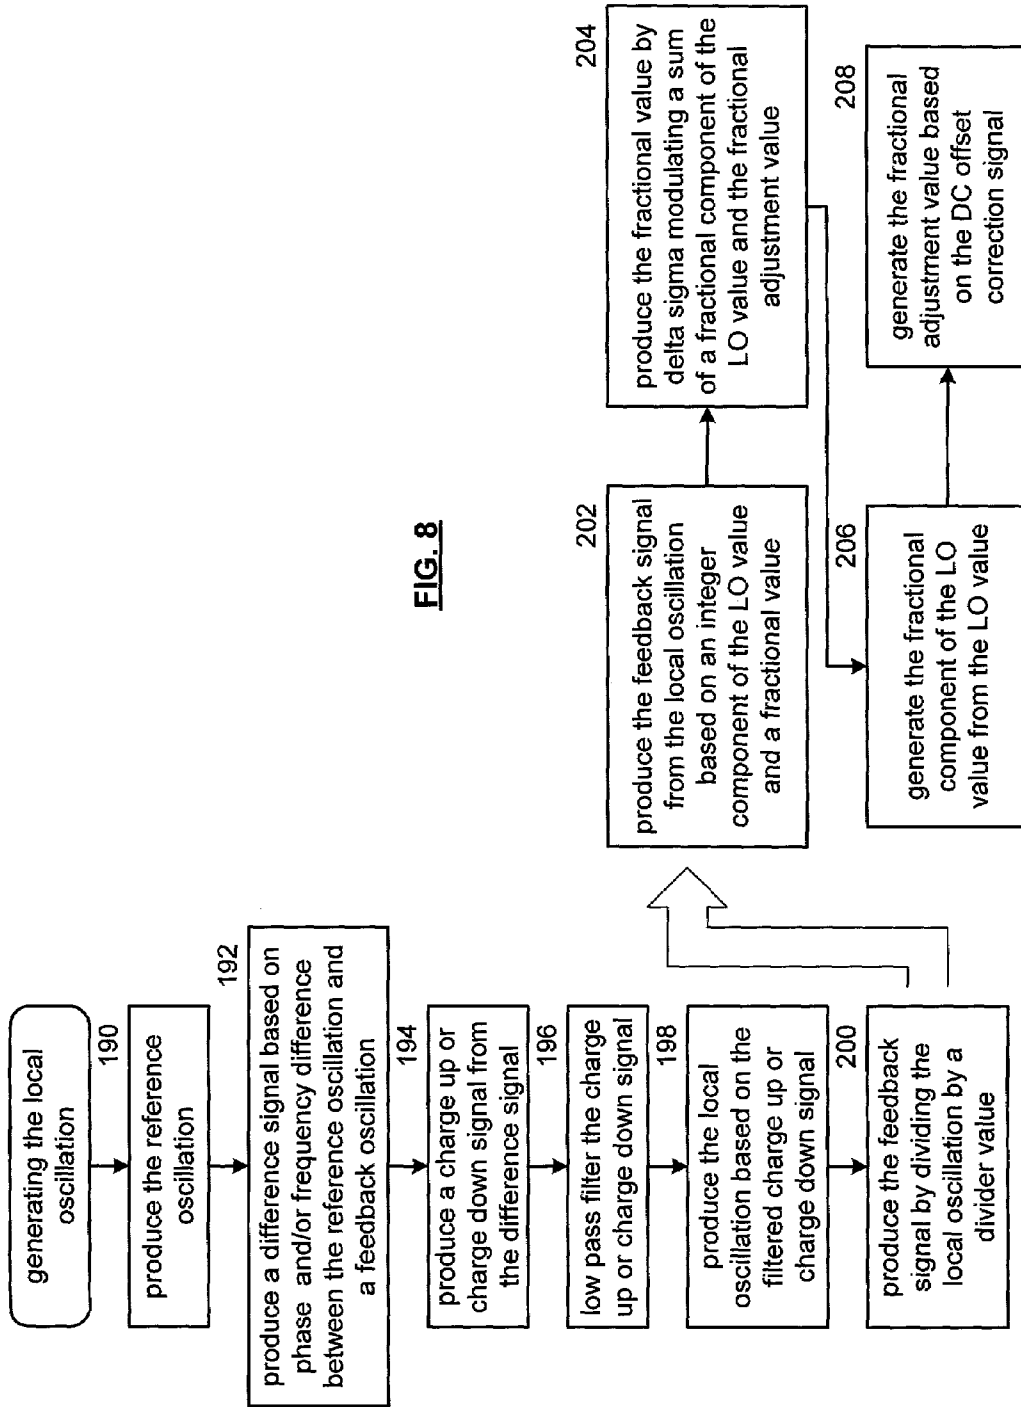 generating the local
oscillation
190
produce the reference
oscillation
192
produce a difference signal based on
phase and/or frequency difference
between the reference oscillation and
a feedback oscillation
194
produce a charge up or
charge down signal from
the difference signal
196
low pass filter the charge
up or charge down signal
198
produce the local
oscillation based on the
filtered charge up or
charge down signal
200
produce the feedback
signal by dividing the
local oscillation by a
divider value
FIG. 8
202
produce the feedback signal
from the local oscillation
based on an integer
component of the LO value
and a fractional value
204
produce the fractional value by
delta sigma modulating a sum
of a fractional component of the
LO value and the fractional
adjustment value
206
generate the fractional
component of the LO
value from the LO value
208
generate the fractional
adjustment value based
on the DC offset
correction signal